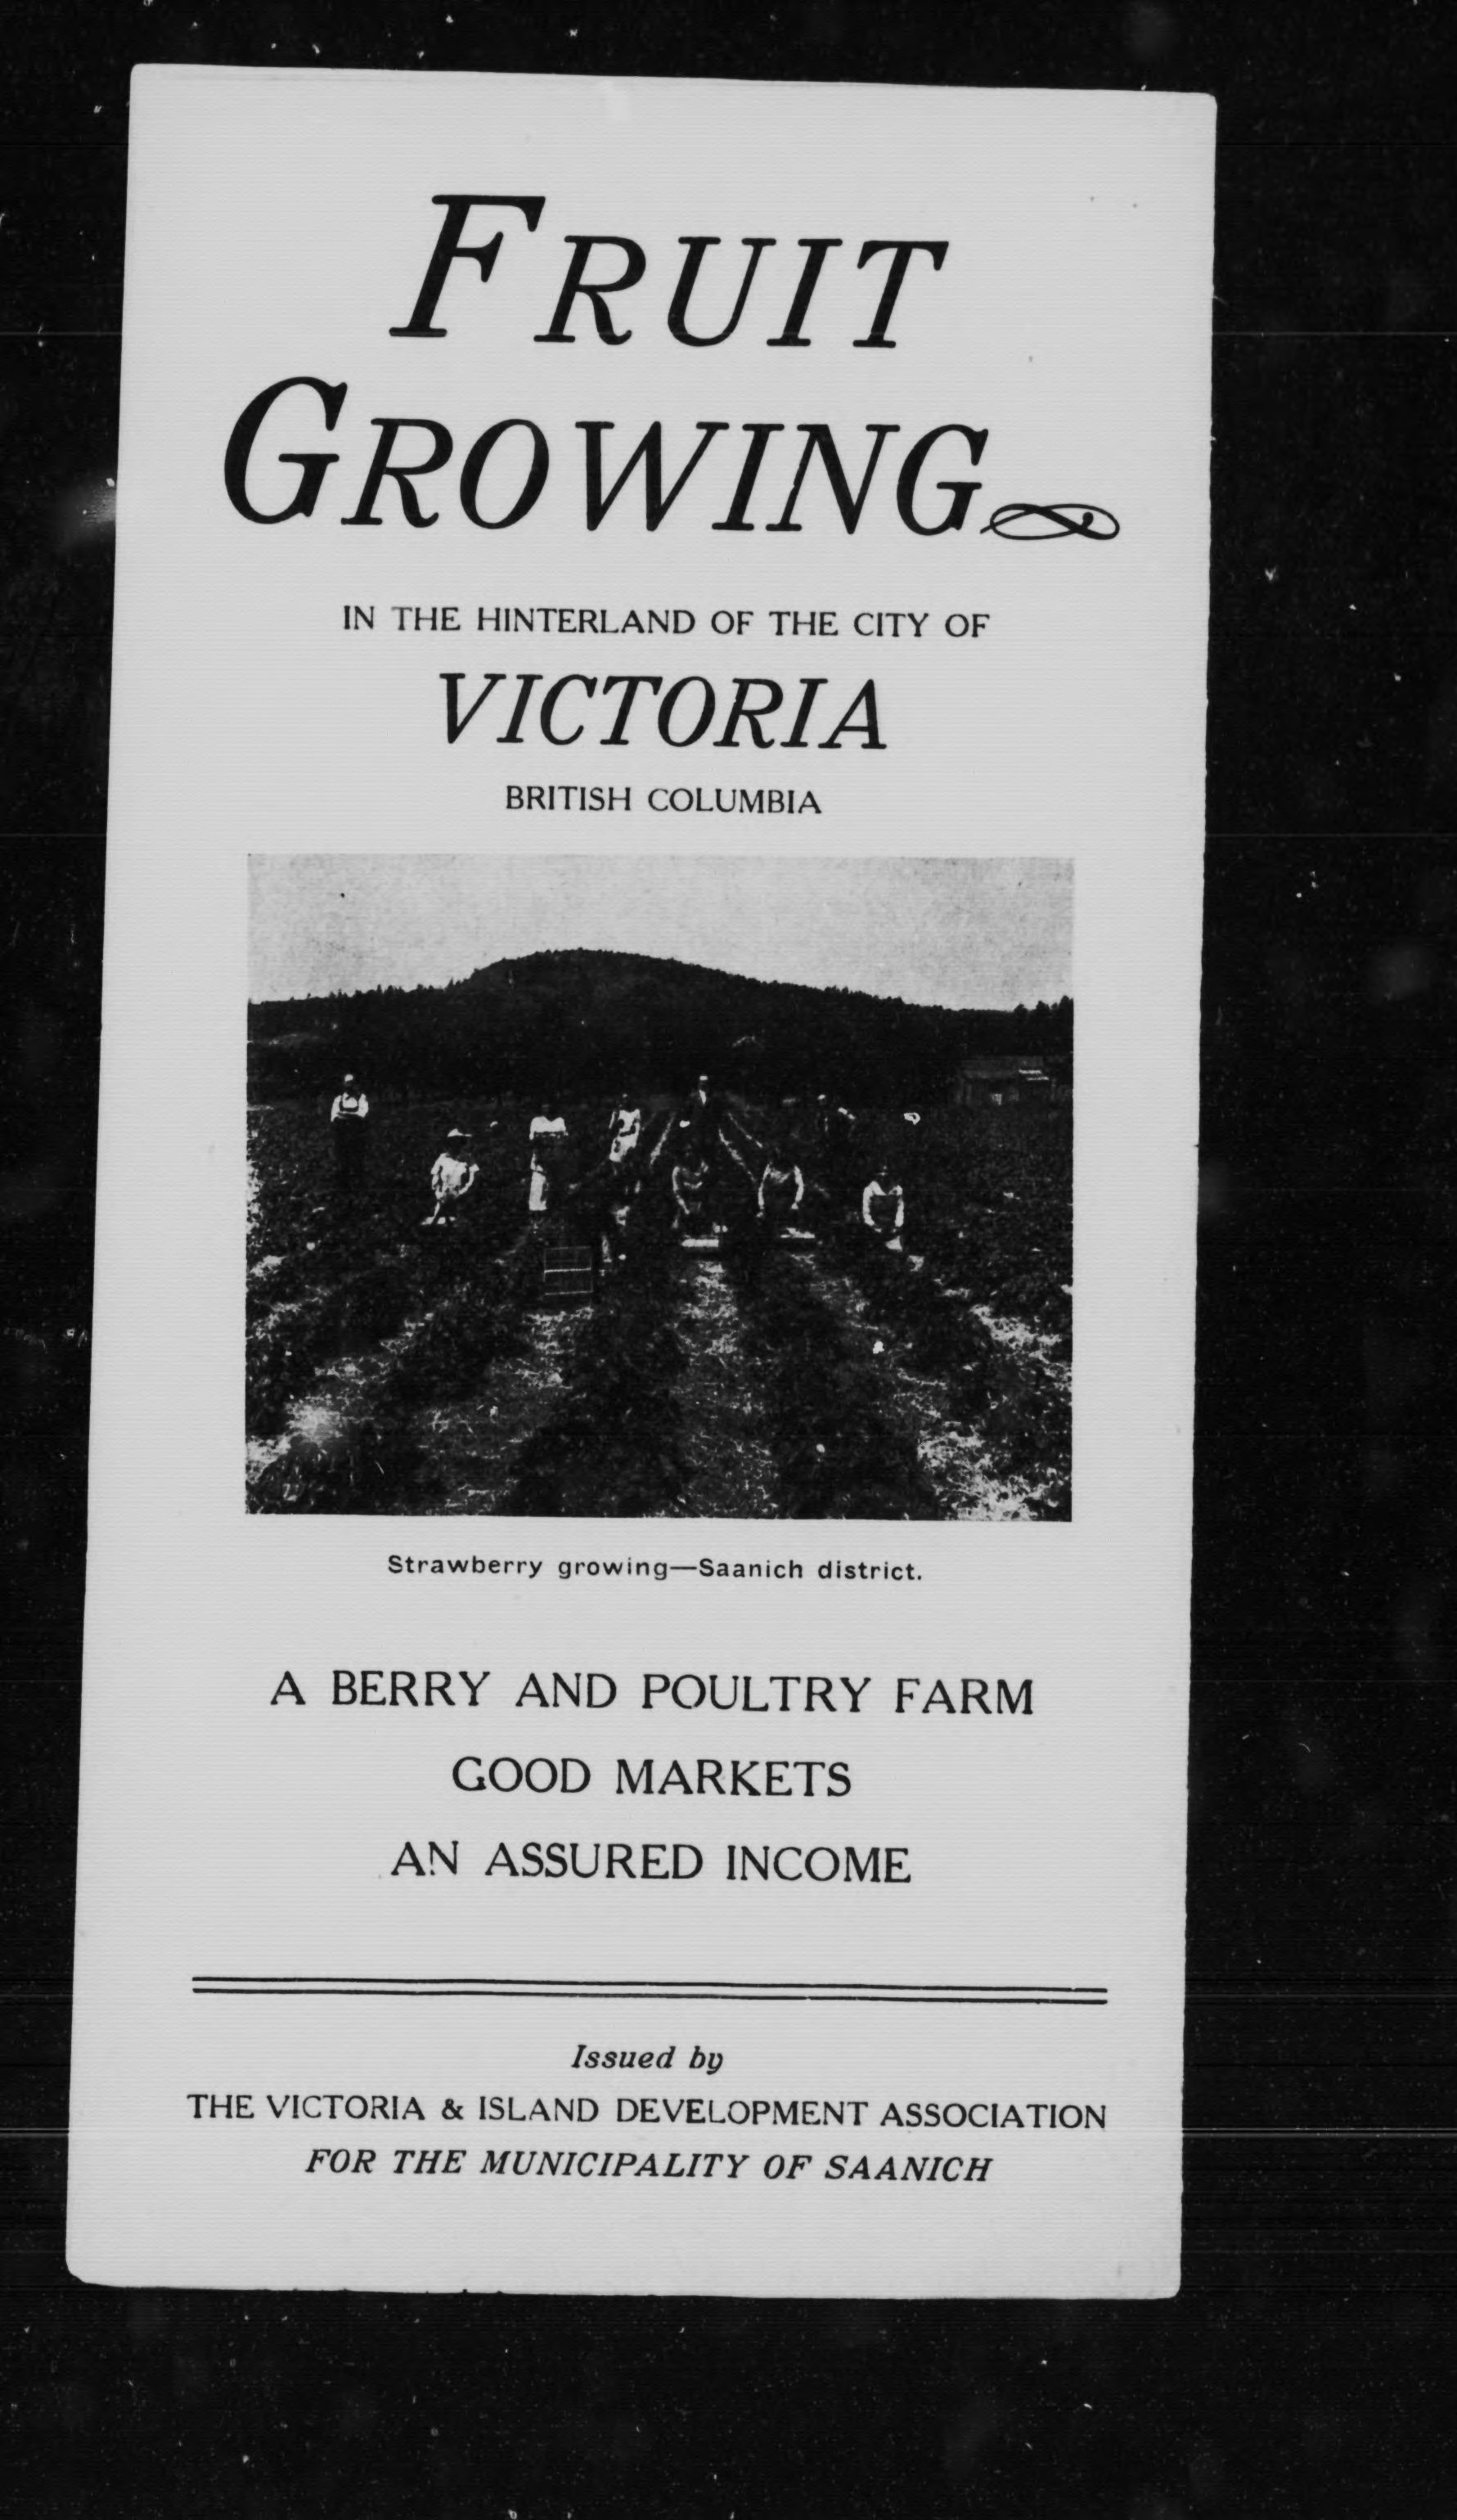 FRUIT
GROWING
IN THE HINTERLAND OF THE CITY OF
VICTORIA
BRITISH COLUMBIA
Strawberry growing—Saanich district.
A BERRY AND POULTRY FARM
GOOD MARKETS
AN ASSURED INCOME
Issued by
THE VICTORIA & ISLAND DEVELOPMENT ASSOCIATION
FOR THE MUNICIPALITY OF SAANICH